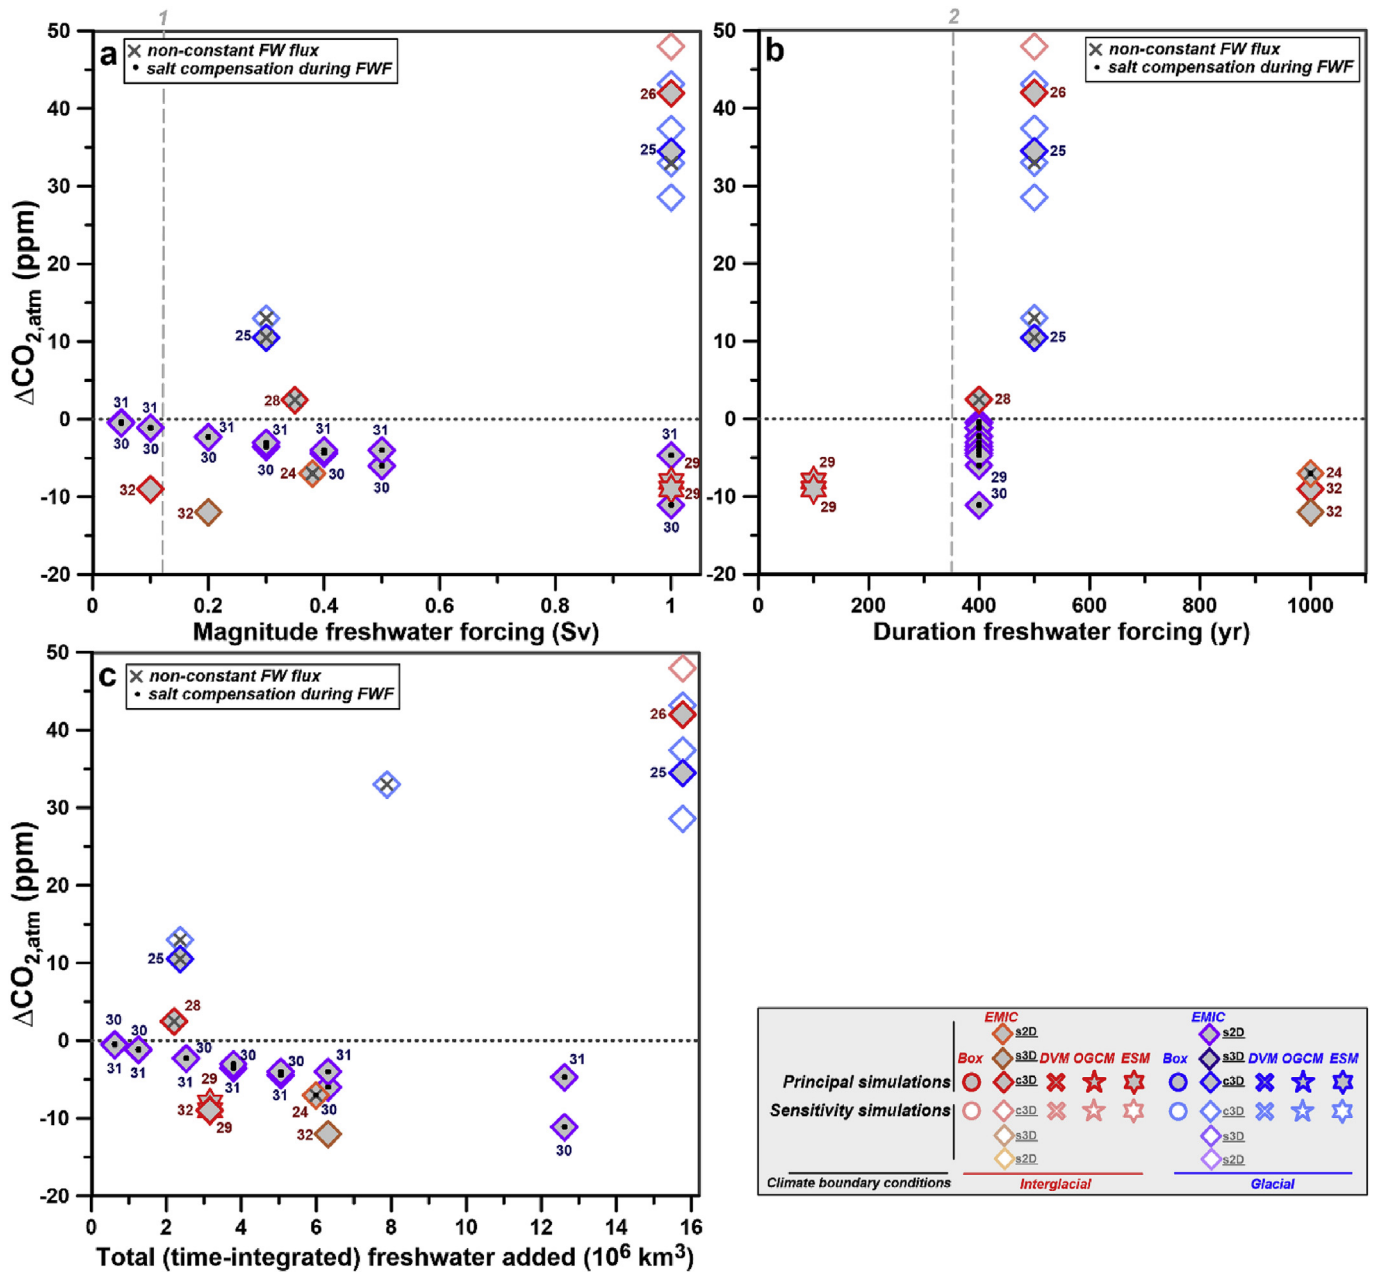 1
2
50
a
× non-constant FW flux
• salt compensation during FWF
26
40
25
30
20
25
10
28
31 31 31 31 31 31 31
0
30 30 30 24 30 30 30
29
29
32
32
-10
30
-20
0 0.2 0.4 0.6 0.8 1
Magnitude freshwater forcing (Sv)
ΔCO2,atm (ppm)
50
b
× non-constant FW flux
• salt compensation during FWF
26
40
25
30
20
25
10
28
0
29
29
24
29
32
30
32
-10
-20
0 200 400 600 800 1000
Duration freshwater forcing (yr)
50
c
× non-constant FW flux
• salt compensation during FWF
26
40
25
30
20
25
10
28
30 30 30 30 30 31 31
0
31 31 31 31 31 30 30
29
32
29
24
32
-10
-20
0 2 4 6 8 10 12 14 16
Total (time-integrated) freshwater added (10⁶ km³)
ΔCO2,atm (ppm)
EMIC EMIC
s2D s2D
Box s3D DVM OGCM ESM Box s3D DVM OGCM ESM
Principal simulations c3D c3D
Sensitivity simulations c3D c3D
s3D s3D
s2D s2D
Climate boundary conditions Interglacial Glacial